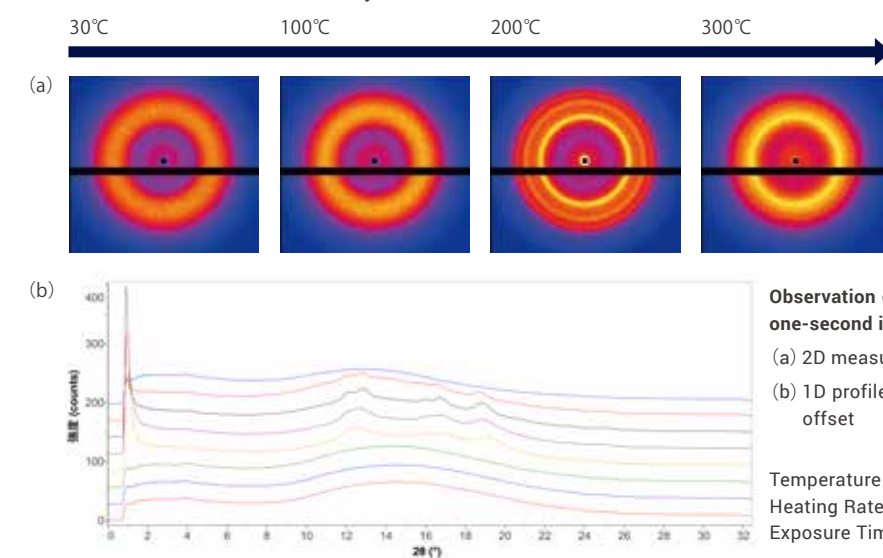 30℃ 100℃ 200℃ 300℃
(a)
(b)
強度 (counts)
400
300
200
100
0
0 2 4 6 8 10 12 14 16 18 20 22 24 26 28 30 32
2θ (°)
Observation
one-second i
(a) 2D measu
(b) 1D profile
offset
Temperature
Heating Rate
Exposure Tim